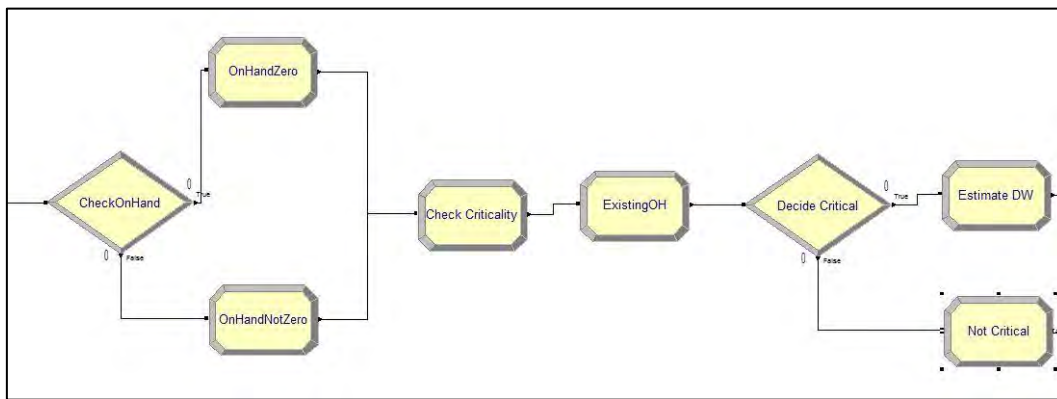 OnHandZero
CheckOnHand
0
True
0
False
OnHandNotZero
Check Criticality
ExistingOH
Decide Critical
0
True
0
False
Estimate DW
Not Critical